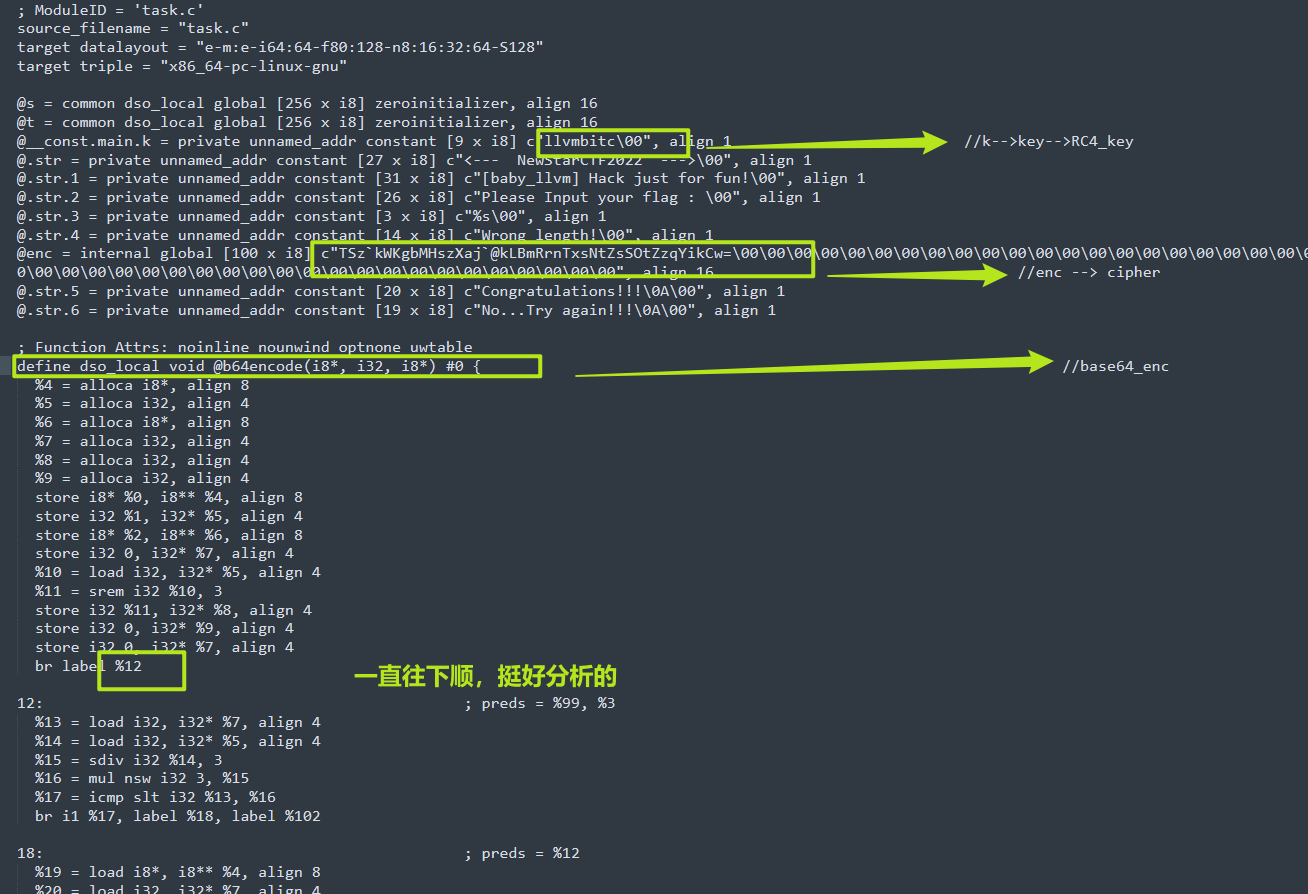 ; ModuleID = 'task.c'
source_filename = "task.c"
target datalayout = "e-m:e-i64:64-f80:128-n8:16:32:64-S128"
target triple = "x86_64-pc-linux-gnu"
@s = common dso_local global [256 x i8] zeroinitializer, align 16
@t = common dso_local global [256 x i8] zeroinitializer, align 16
@__const.main.k = private unnamed_addr constant [9 x i8] c"llvmbitc\00", align 1 //k-->key-->RC4_key
@.str = private unnamed_addr constant [27 x i8] c"<--- NewStarCTF2022 ---->\00", align 1
@.str.1 = private unnamed_addr constant [31 x i8] c"[baby_llvm] Hack just for fun!\00", align 1
@.str.2 = private unnamed_addr constant [26 x i8] c"Please Input your flag : \00", align 1
@.str.3 = private unnamed_addr constant [3 x i8] c"%s\00", align 1
@.str.4 = private unnamed_addr constant [14 x i8] c"Wrong length!\00", align 1
@enc = internal global [100 x i8] c"TSz`kWKgbMHszXaj`@kLBmRrnTxsNtZsSOtZzqYikCw=\00\00\00\00\00\00\00\00\00\00\00\00\00\00\00\00\00\00\00\00\00\00\00\00\0
0\00\00\00\00\00\00\00\00\00\00\00\00\00\00\00\00\00\00\00\00\00\00\00\00\00", align 16
//enc --> cipher
@.str.5 = private unnamed_addr constant [20 x i8] c"Congratulations!!!\0A\00", align 1
@.str.6 = private unnamed_addr constant [19 x i8] c"No...Try again!!!\0A\00", align 1
; Function Attrs: noinline nounwind optnone uwtable
define dso_local void @b64encode(i8*, i32, i8*) #0 { //base64_enc
%4 = alloca i8*, align 8
%5 = alloca i32, align 4
%6 = alloca i8*, align 8
%7 = alloca i32, align 4
%8 = alloca i32, align 4
%9 = alloca i32, align 4
store i8* %0, i8** %4, align 8
store i32 %1, i32* %5, align 4
store i8* %2, i8** %6, align 8
store i32 0, i32* %7, align 4
%10 = load i32, i32* %5, align 4
%11 = srem i32 %10, 3
store i32 %11, i32* %8, align 4
store i32 0, i32* %9, align 4
store i32 0, i32* %7, align 4
br label %12
一直往下顺，挺好分析的
12: ; preds = %99, %3
%13 = load i32, i32* %7, align 4
%14 = load i32, i32* %5, align 4
%15 = sdiv i32 %14, 3
%16 = mul nsw i32 3, %15
%17 = icmp slt i32 %13, %16
br i1 %17, label %18, label %102
18: ; preds = %12
%19 = load i8*, i8** %4, align 8
%20 = load i32, i32* %7, align 4